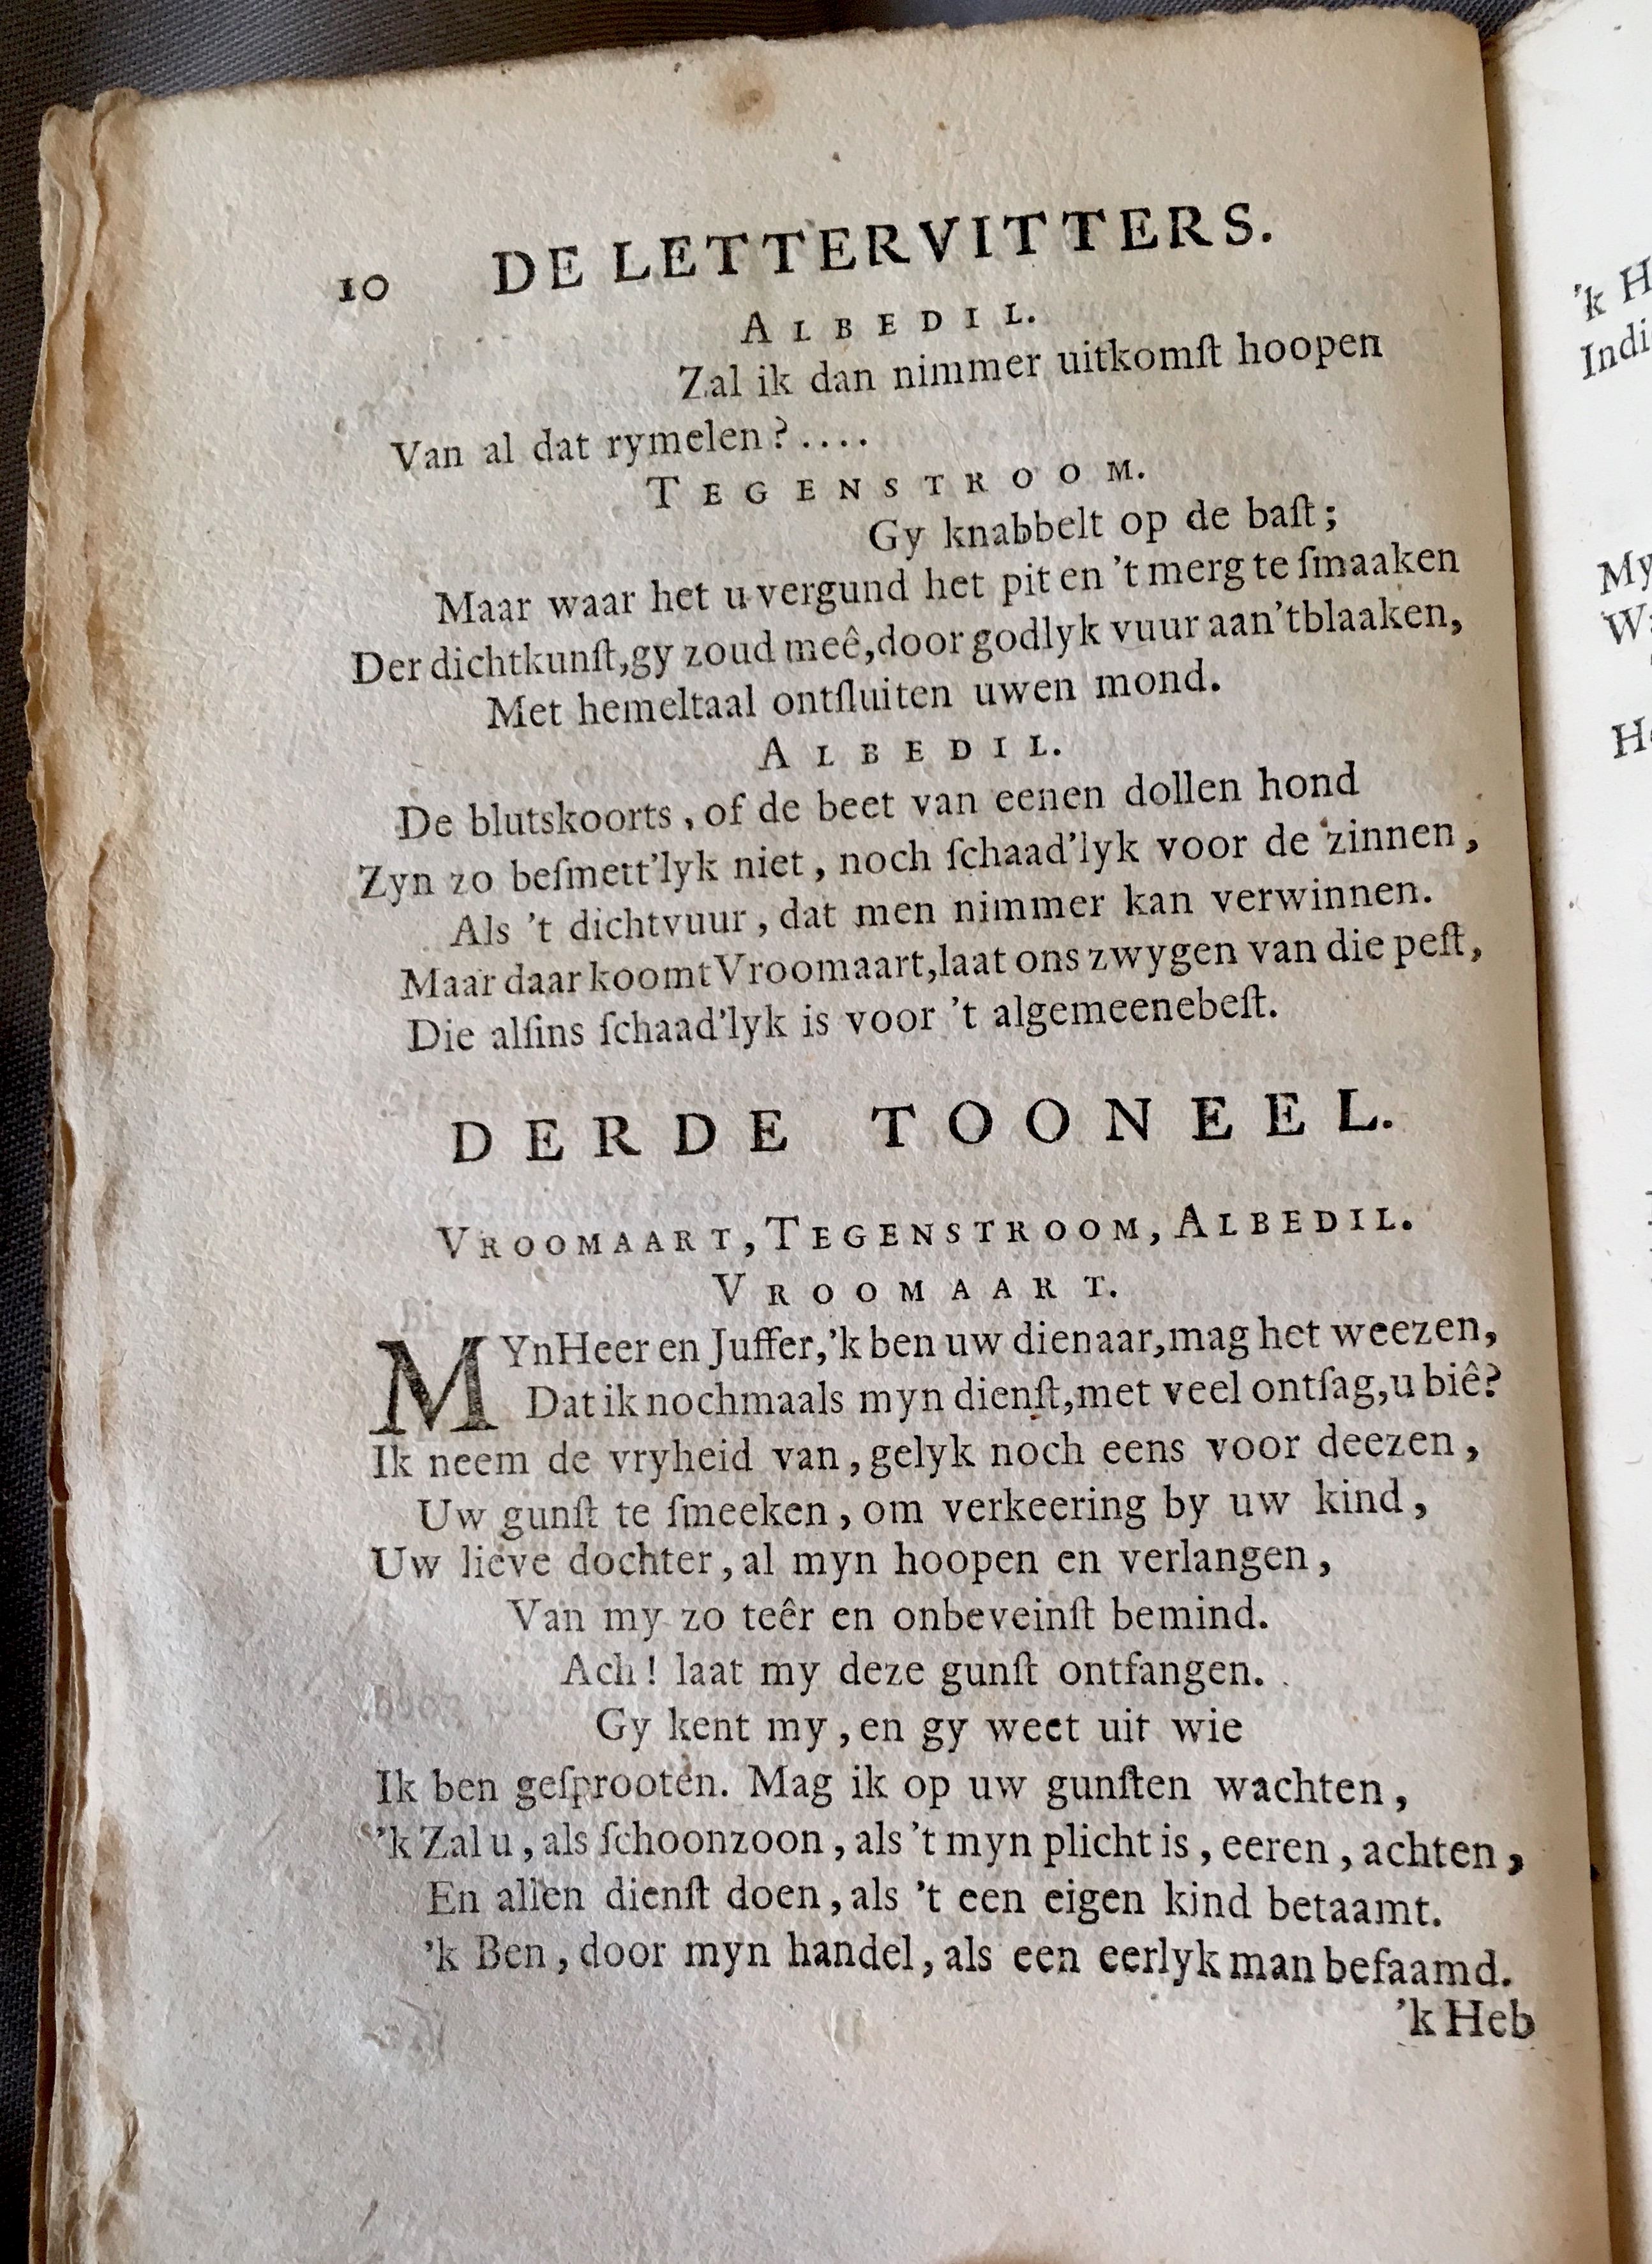 10 DE LETTERVITTERS.
ALBEDIL.
Zal ik dan nimmer uitkomſt hoopen
Van al dat rymelen?....
TEGENSTROOM.
Gy knabbelt op de baſt;
Maar waar het u vergund het pit en 't merg te ſmaaken
Der dichtkunſt, gy zoud meê, door godlyk vuur aan't blaaken,
Met hemeltaal ontſluiten uwen mond.
ALBEDIL.
De blutskoorts, of de beet van eenen dollen hond
Zyn zo beſmett'lyk niet, noch ſchaad'lyk voor de zinnen,
Als 't dichtvuur, dat men nimmer kan verwinnen.
Maar daar koomt Vroomaart, laat ons zwygen van die peſt,
Die alſins ſchaad'lyk is voor 't algemeenebeſt.
DERDE TOONEEL.
VROOMAART, TEGENSTROOM, ALBEDIL.
VROOMAART.
MYn Heer en Juffer, 'k ben uw dienaar, mag het weezen,
Dat ik nochmaals myn dienſt, met veel ontſag, u biê?
Ik neem de vryheid van, gelyk noch eens voor deezen,
Uw gunſt te ſmeeken, om verkeering by uw kind,
Uw lieve dochter, al myn hoopen en verlangen,
Van my zo teêr en onbeveinſt bemind.
Ach! laat my deze gunſt ontfangen.
Gy kent my, en gy weet uit wie
Ik ben geſprooten. Mag ik op uw gunſten wachten,
'k Zal u, als ſchoonzoon, als 't myn plicht is, eeren, achten,
En allen dienſt doen, als 't een eigen kind betaamt.
'k Ben, door myn handel, als een eerlyk man befaamd.
'k Heb
'k H
Indi
My
H